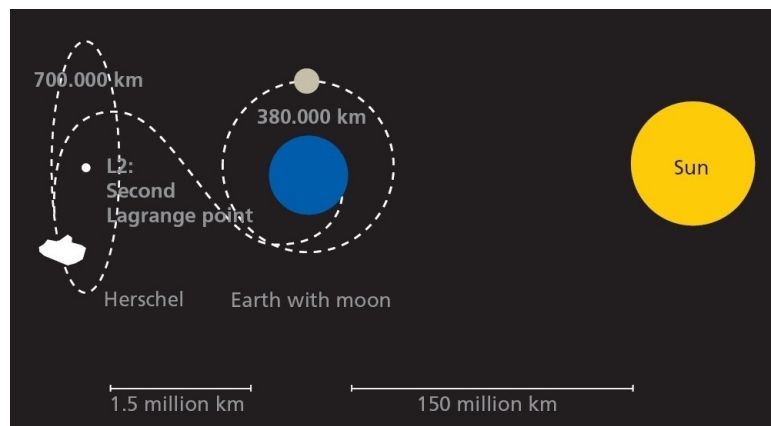 700.000 km
380.000 km
L2:
Second
Lagrange point
Sun
Herschel
Earth with moon
1.5 million km
150 million km